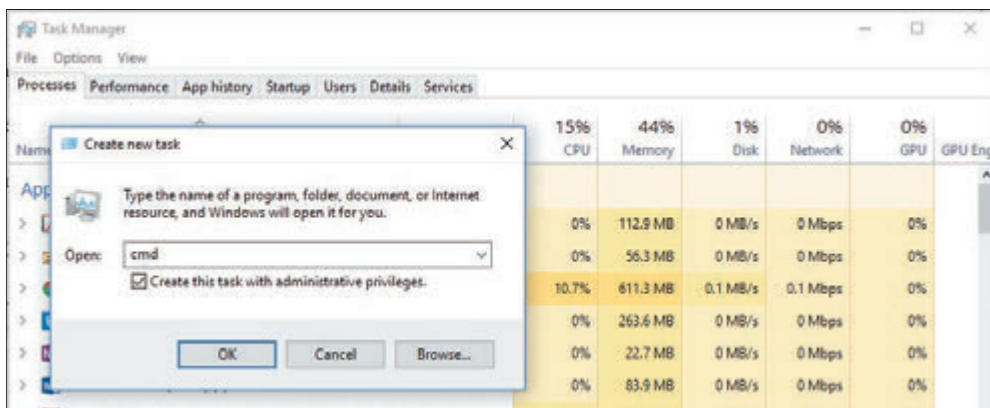 Task Manager
File Options View
Processes Performance App history Startup Users Details Services
15% 44% 1% 0% 0%
Name CPU Memory Disk Network GPU GPU Eng
Create new task
App
Type the name of a program, folder, document, or Internet
resource, and Windows will open it for you.
Open: cmd
Create this task with administrative privileges.
OK Cancel Browse...
0% 112.9 MB 0 MB/s 0 Mbps 0%
0% 56.3 MB 0 MB/s 0 Mbps 0%
10.7% 611.3 MB 0.1 MB/s 0.1 Mbps 0%
0% 263.6 MB 0 MB/s 0 Mbps 0%
0% 22.7 MB 0 MB/s 0 Mbps 0%
0% 83.9 MB 0 MB/s 0 Mbps 0%